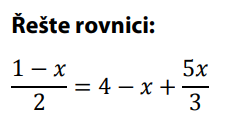 Řešte rovnici:
(1 − x)/2 = 4 − x + 5x/3